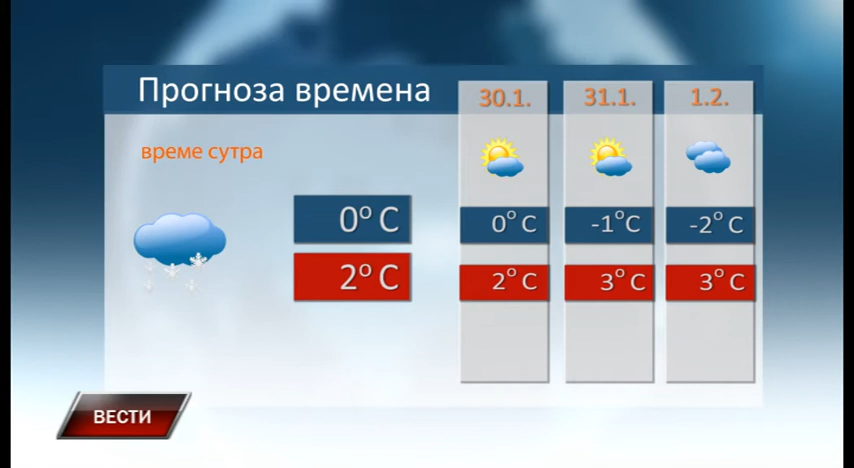 Прогноза времена
време сутра
0° C
2° C
30.1.
0° C
2° C
31.1.
-1°C
3° C
1.2.
-2° C
3° C
ВЕСТИ